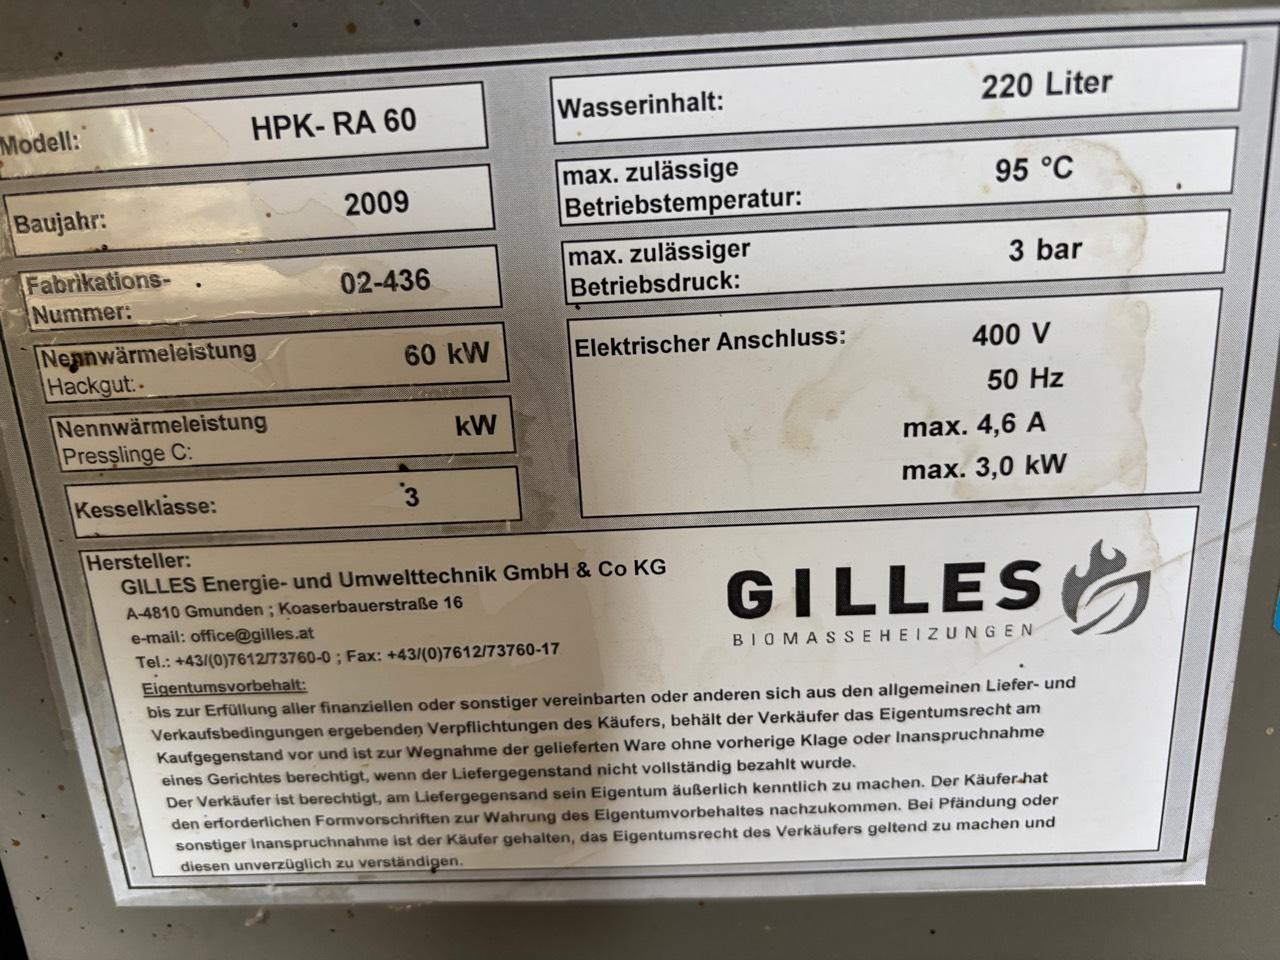 Modell: HPK- RA 60
Baujahr: 2009
Fabrikations-
Nummer: 02-436
Nennwärmeleistung
Hackgut: 60 kW
Nennwärmeleistung
Presslinge C: kW
Kesselklasse: 3
Wasserinhalt: 220 Liter
max. zulässige
Betriebstemperatur: 95 °C
max. zulässiger
Betriebsdruck: 3 bar
Elektrischer Anschluss: 400 V
50 Hz
max. 4,6 A
max. 3,0 kW
Hersteller:
GILLES Energie- und Umwelttechnik GmbH & Co KG
A-4810 Gmunden ; Koaserbauerstraße 16
e-mail: office@gilles.at
Tel.: +43/(0)7612/73760-0 ; Fax: +43/(0)7612/73760-17
GILLES
BIOMASSEHEIZUNGEN
Eigentumsvorbehalt:
bis zur Erfüllung aller finanziellen oder sonstiger vereinbarten oder anderen sich aus den allgemeinen Liefer- und
Verkaufsbedingungen ergebenden Verpflichtungen des Käufers, behält der Verkäufer das Eigentumsrecht am
Kaufgegenstand vor und ist zur Wegnahme der gelieferten Ware ohne vorherige Klage oder Inanspruchnahme
eines Gerichtes berechtigt, wenn der Liefergegenstand nicht vollständig bezahlt wurde.
Der Verkäufer ist berechtigt, am Liefergegensand sein Eigentum äußerlich kenntlich zu machen. Der Käufer hat
den erforderlichen Formvorschriften zur Wahrung des Eigentumvorbehaltes nachzukommen. Bei Pfändung oder
sonstiger Inanspruchnahme ist der Käufer gehalten, das Eigentumsrecht des Verkäufers geltend zu machen und
diesen unverzüglich zu verständigen.